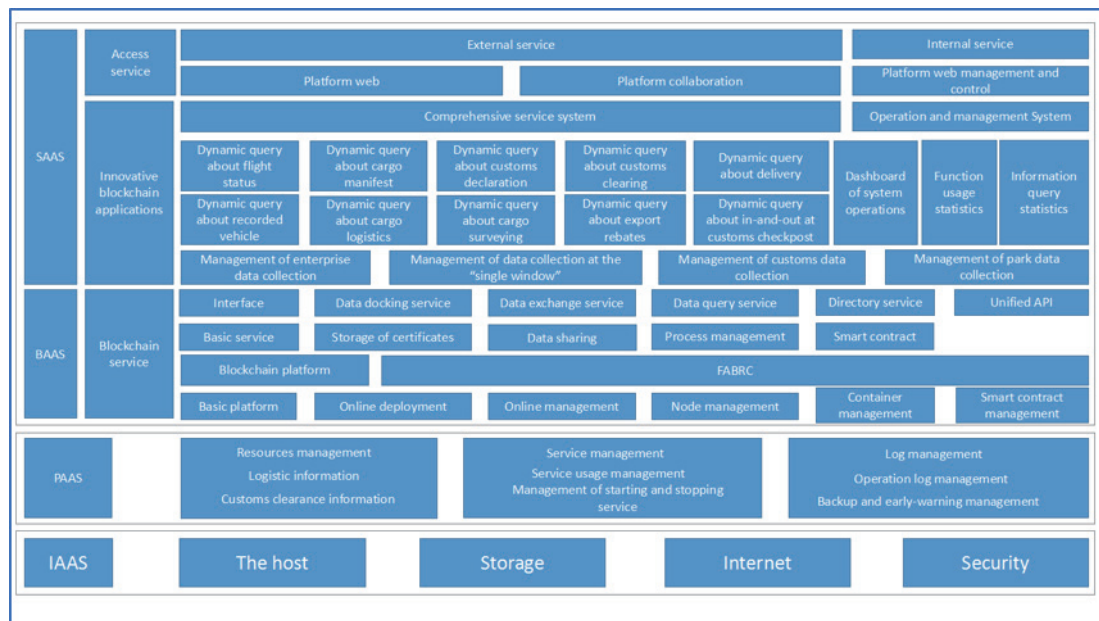 SAAS
Access
service
External service
Internal service
Platform web
Platform collaboration
Platform web management and
control
Innovative
blockchain
applications
Comprehensive service system
Operation and management System
Dynamic query
about flight
status
Dynamic query
about cargo
manifest
Dynamic query
about customs
declaration
Dynamic query
about customs
clearing
Dynamic query
about delivery
Dynamic query
about recorded
vehicle
Dynamic query
about cargo
logistics
Dynamic query
about cargo
surveying
Dynamic query
about export
rebates
Dynamic query
about in-and-out at
customs checkpost
Dashboard
of system
operations
Function
usage
statistics
Information
query
statistics
Management of enterprise
data collection
Management of data collection at the
“single window”
Management of customs data
collection
Management of park data
collection
BAAS
Blockchain
service
Interface
Data docking service
Data exchange service
Data query service
Directory service
Unified API
Basic service
Storage of certificates
Data sharing
Process management
Smart contract
Blockchain platform
FABRC
Basic platform
Online deployment
Online management
Node management
Container
management
Smart contract
management
PAAS
Resources management
Logistic information
Customs clearance information
Service management
Service usage management
Management of starting and stopping
service
Log management
Operation log management
Backup and early-warning management
IAAS
The host
Storage
Internet
Security